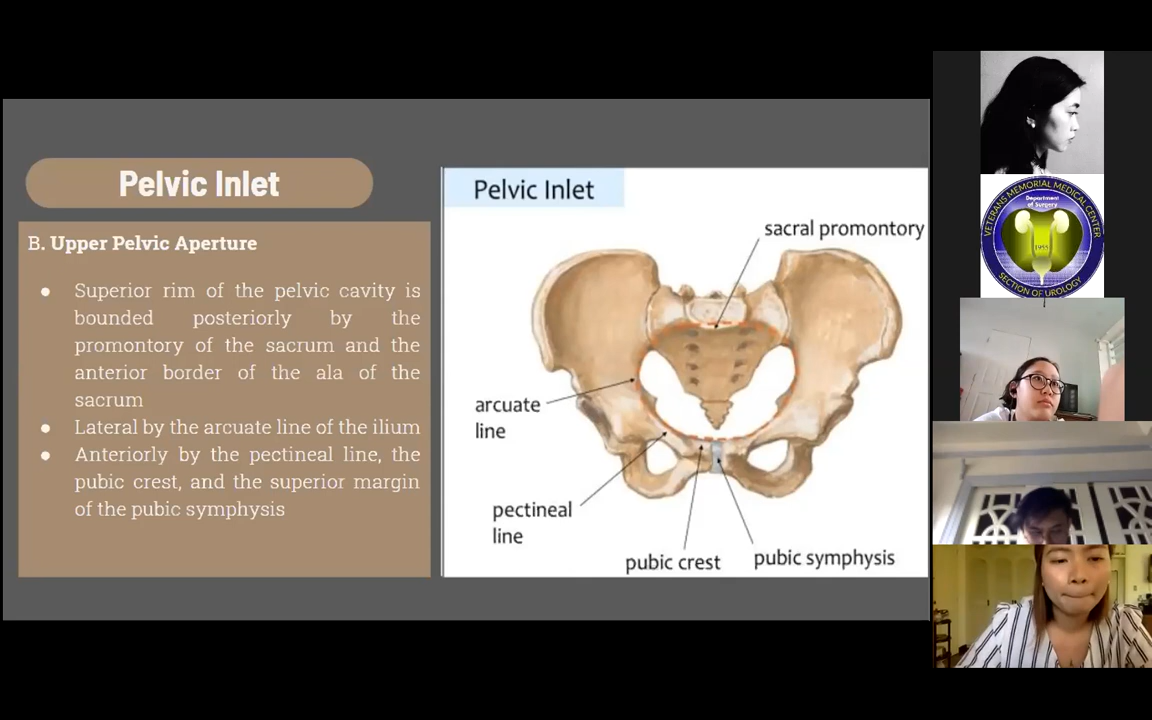 Pelvic Inlet
B. Upper Pelvic Aperture
● Superior rim of the pelvic cavity is
bounded posteriorly by the
promontory of the sacrum and the
anterior border of the ala of the
sacrum
● Lateral by the arcuate line of the ilium
● Anteriorly by the pectineal line, the
pubic crest, and the superior margin
of the pubic symphysis
Pelvic Inlet
sacral promontory
arcuate
line
pectineal
line
pubic crest
pubic symphysis
VETERANS MEMORIAL MEDICAL CENTER
Department
of Surgery
1955
SECTION OF UROLOGY